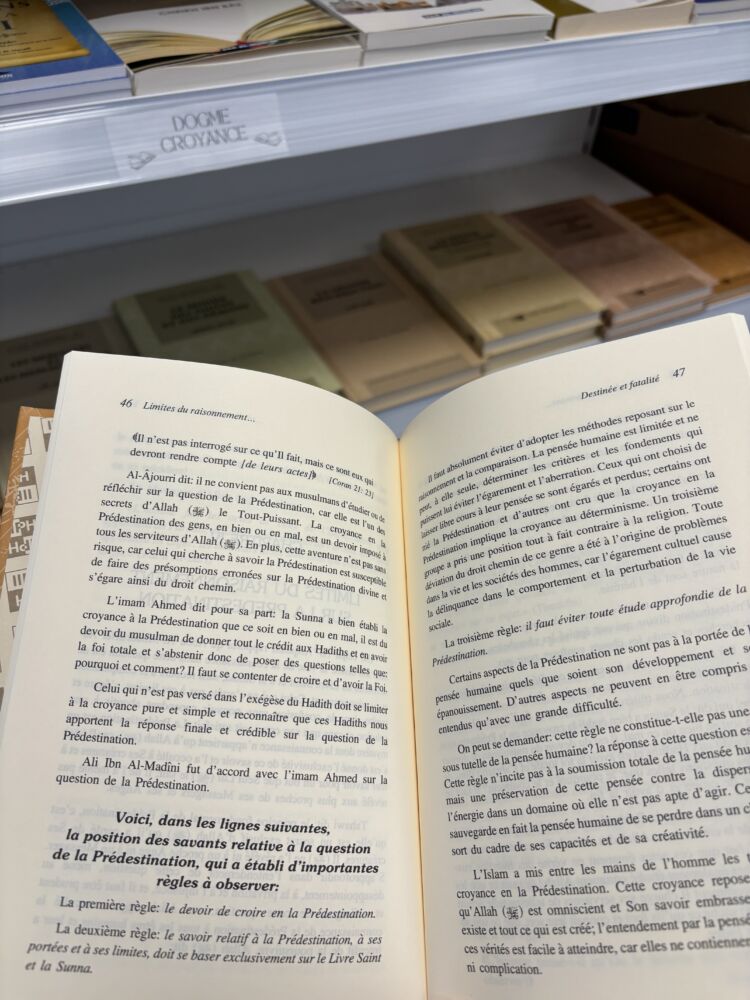 DOGME
CROYANCE
46 Limites du raisonnement...
﴾Il n'est pas interrogé sur ce qu'Il fait, mais ce sont eux qui
devront rendre compte [de leurs actes]﴿
[Coran 21: 23]
Al-Âjourri dit: il ne convient pas aux musulmans d'étudier ou de
réfléchir sur la question de la Prédestination, car elle est l'un des
secrets d'Allah (ﷻ) le Tout-Puissant. La croyance en la
Prédestination des gens, en bien ou en mal, est un devoir imposé à
tous les serviteurs d'Allah (ﷻ). En plus, cette aventure n'est pas sans
risque, car celui qui cherche à savoir la Prédestination est susceptible
de faire des présomptions erronées sur la Prédestination divine et
s'égare ainsi du droit chemin.
L'imam Ahmed dit pour sa part: la Sunna a bien établi la
croyance à la Prédestination que ce soit en bien ou en mal, il est du
devoir du musulman de donner tout le crédit aux Hadiths et en avoir
la foi totale et s'abstenir donc de poser des questions telles que:
pourquoi et comment? Il faut se contenter de croire et d'avoir la Foi.
Celui qui n'est pas versé dans l'exégèse du Hadith doit se limiter
à la croyance pure et simple et reconnaître que ces Hadiths nous
apportent la réponse finale et crédible sur la question de la
Prédestination.
Ali Ibn Al-Madîni fut d'accord avec l'imam Ahmed sur la
question de la Prédestination.
Voici, dans les lignes suivantes,
la position des savants relative à la question
de la Prédestination, qui a établi d'importantes
règles à observer:
La première règle: le devoir de croire en la Prédestination.
La deuxième règle: le savoir relatif à la Prédestination, à ses
portées et à ses limites, doit se baser exclusivement sur le Livre Saint
et la Sunna.
Destinée et fatalité 47
Il faut absolument éviter d'adopter les méthodes reposant sur le
raisonnement et la comparaison. La pensée humaine est limitée et ne
peut, à elle seule, déterminer les critères et les fondements qui
puissent lui éviter l'égarement et l'aberration. Ceux qui ont choisi de
laisser libre cours à leur pensée se sont égarés et perdus; certains ont
nié la Prédestination et d'autres ont cru que la croyance en la
Prédestination implique la croyance au déterminisme. Un troisième
groupe a pris une position tout à fait contraire à la religion. Toute
déviation du droit chemin de ce genre a été à l'origine de problèmes
dans la vie et les sociétés des hommes, car l'égarement cultuel cause
la délinquance dans le comportement et la perturbation de la vie
sociale.
La troisième règle: il faut éviter toute étude approfondie de la
Prédestination.
Certains aspects de la Prédestination ne sont pas à la portée de l
pensée humaine quels que soient son développement et s
épanouissement. D'autres aspects ne peuvent en être compris
entendus qu'avec une grande difficulté.
On peut se demander: cette règle ne constitue-t-elle pas une
sous tutelle de la pensée humaine? la réponse à cette question es
Cette règle n'incite pas à la soumission totale de la pensée hu
mais une préservation de cette pensée contre la disper
l'énergie dans un domaine où elle n'est pas apte d'agir. Ce
sauvegarde en fait la pensée humaine de se perdre dans un c
sort du cadre de ses capacités et de sa créativité.
L'Islam a mis entre les mains de l'homme les
croyance en la Prédestination. Cette croyance repose
qu'Allah (ﷻ) est omniscient et Son savoir embrasse
existe et tout ce qui est créé; l'entendement par la pensé
ces vérités est facile à atteindre, car elles ne contiennen
ni complication.